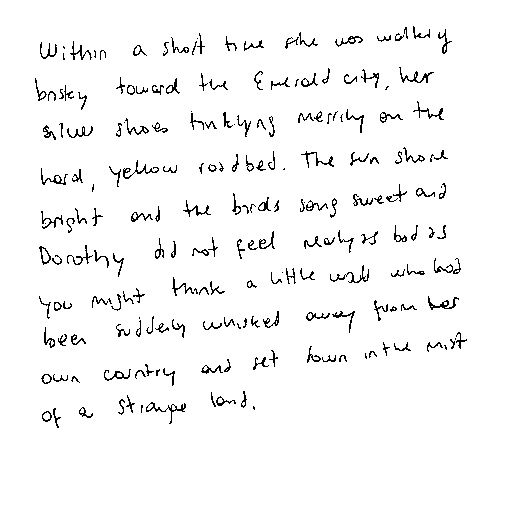 Within a short time she was walking
briskly toward the Emerald city, her
silver shoes tinklying merrily on the
hard, yellow roadbed. The sun shone
bright and the birds song sweet and
Dorothy did not feel nearly as bad as
you might think a little who had
been suddenly whisked away from her
own country and set down in the mist
of a strange land.